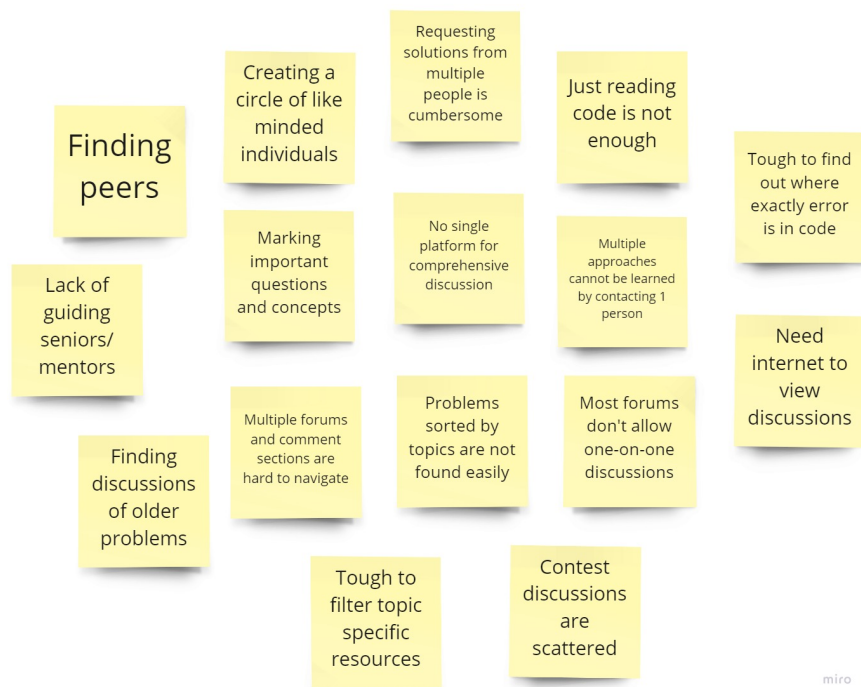 Requesting
solutions from
multiple
people is
cumbersome
Creating a
circle of like
minded
individuals
Just reading
code is not
enough
Finding
peers
Tough to find
out where
exactly error
is in code
Marking
important
questions
and concepts
No single
platform for
comprehensive
discussion
Multiple
approaches
cannot be learned
by contacting 1
person
Lack of
guiding
seniors/
mentors
Need
internet to
view
discussions
Multiple forums
and comment
sections are
hard to navigate
Problems
sorted by
topics are not
found easily
Most forums
don't allow
one-on-one
discussions
Finding
discussions
of older
problems
Tough to
filter topic
specific
resources
Contest
discussions
are
scattered
miro